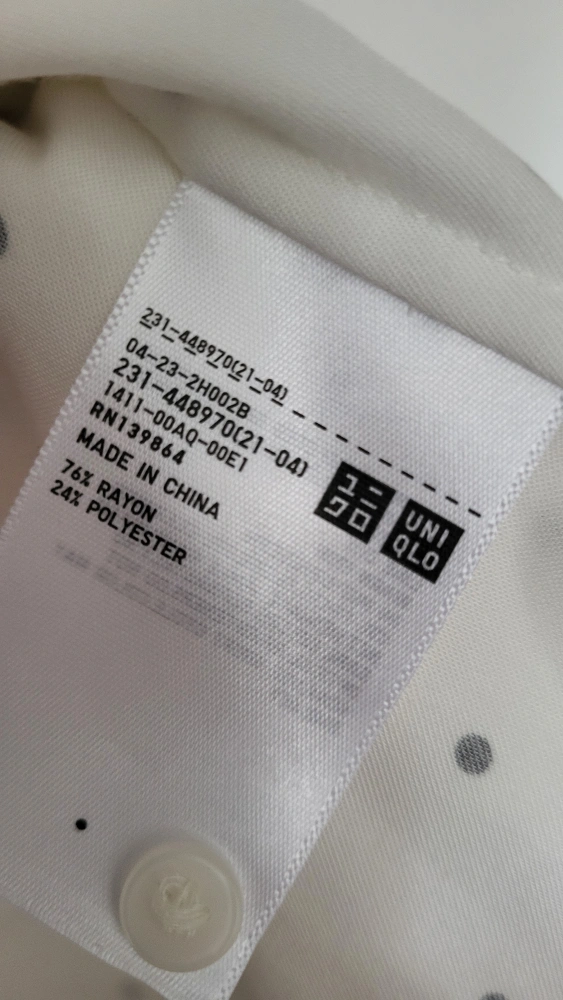 231-448970(21-04)
04-23-2H002B
231-448970(21-04)
1411-00AQ-00E1
RN139864
MADE IN CHINA
76% RAYON
24% POLYESTER
ユニ
クロ
UNI
QLO